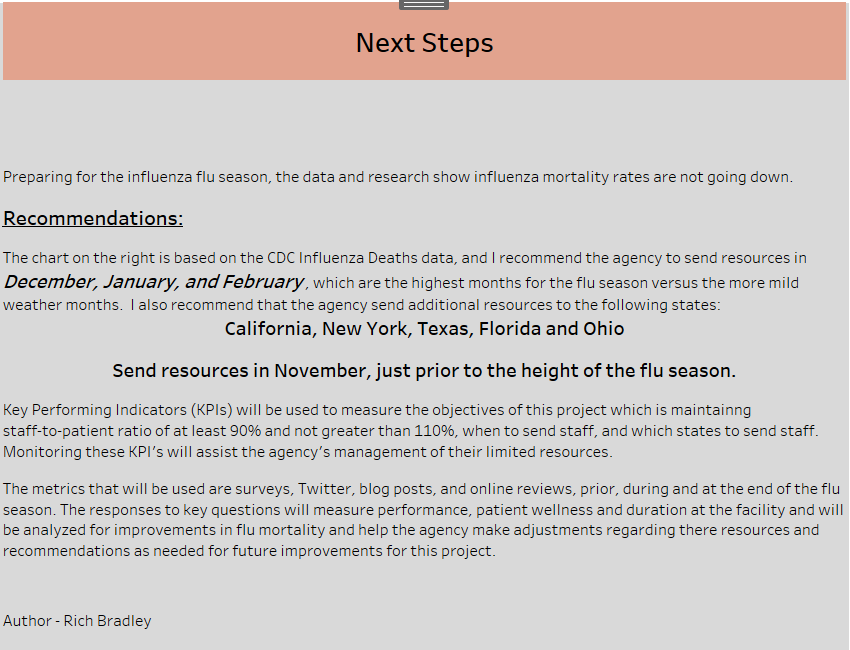 Next Steps
Preparing for the influenza flu season, the data and research show influenza mortality rates are not going down.
Recommendations:
The chart on the right is based on the CDC Influenza Deaths data, and I recommend the agency to send resources in
December, January, and February, which are the highest months for the flu season versus the more mild
weather months.  I also recommend that the agency send additional resources to the following states:
California, New York, Texas, Florida and Ohio
Send resources in November, just prior to the height of the flu season.
Key Performing Indicators (KPIs) will be used to measure the objectives of this project which is maintainng
staff-to-patient ratio of at least 90% and not greater than 110%, when to send staff, and which states to send staff.
Monitoring these KPI’s will assist the agency’s management of their limited resources.
The metrics that will be used are surveys, Twitter, blog posts, and online reviews, prior, during and at the end of the flu
season. The responses to key questions will measure performance, patient wellness and duration at the facility and will
be analyzed for improvements in flu mortality and help the agency make adjustments regarding there resources and
recommendations as needed for future improvements for this project.
Author - Rich Bradley